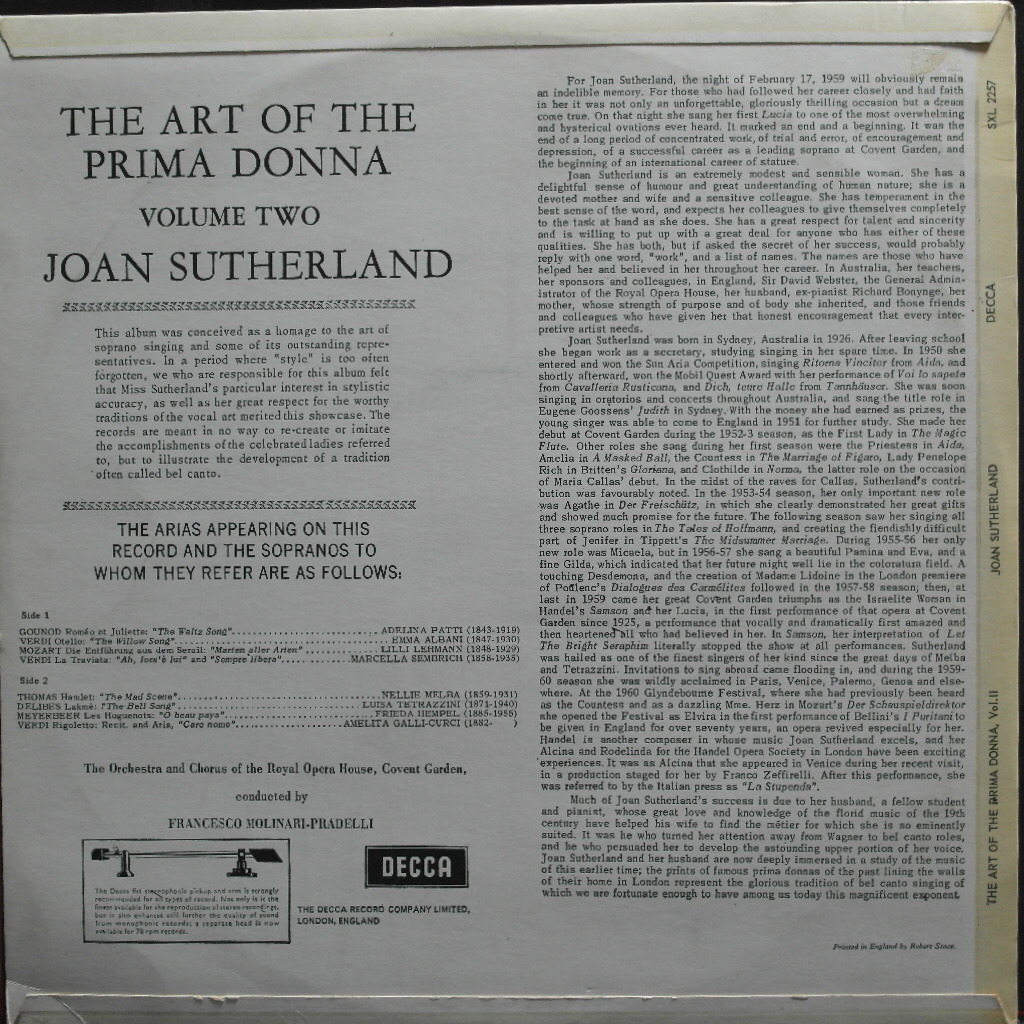 THE ART OF THE
PRIMA DONNA
VOLUME TWO
JOAN SUTHERLAND
This album was conceived as a homage to the art of
soprano singing and some of its outstanding repre-
sentatives. In a period where "style" is too often
forgotten, we who are responsible for this album felt
that Miss Sutherland's particular interest in stylistic
accuracy, as well as her great respect for the worthy
traditions of the vocal art merited this showcase. The
records are meant in no way to re-create or imitate
the accomplishments of the celebrated ladies referred
to, but to illustrate the development of a tradition
often called bel canto.
THE ARIAS APPEARING ON THIS
RECORD AND THE SOPRANOS TO
WHOM THEY REFER ARE AS FOLLOWS:
Side 1
GOUNOD Roméo et Juliette: "The Waltz Song" ADELINA PATTI (1843-1919)
VERDI Otello: "The Willow Song" EMMA ALBANI (1847-1930)
MOZART Die Entführung aus dem Serail: "Martern aller Arten" LILLI LEHMANN (1848-1929)
VERDI La Traviata: "Ah, fors'è lui" and "Sempre libera" MARCELLA SEMBRICH (1858-1935)
Side 2
THOMAS Hamlet: "The Mad Scene" NELLIE MELBA (1859-1931)
DELIBES Lakmé: "The Bell Song" LUISA TETRAZZINI (1871-1940)
MEYERBEER Les Huguenots: "O beau pays" FRIEDA HEMPEL (1885-1955)
VERDI Rigoletto: Recit. and Aria, "Caro nome" AMELITA GALLI-CURCI (1882- )
The Orchestra and Chorus of the Royal Opera House, Covent Garden,
conducted by
FRANCESCO MOLINARI-PRADELLI
The Decca ffss stereophonic pickup and arm is strongly
recommended for all types of record. Not only is it the
finest available for the reproduction of stereo recordings,
but it also enhances still further the quality of sound
from monophonic records; a separate head is now
available for 78 rpm records.
DECCA
THE DECCA RECORD COMPANY LIMITED,
LONDON, ENGLAND
For Joan Sutherland, the night of February 17, 1959 will obviously remain
an indelible memory. For those who had followed her career closely and had faith
in her it was not only an unforgettable, gloriously thrilling occasion but a dream
come true. On that night she sang her first Lucia to one of the most overwhelming
and hysterical ovations ever heard. It marked an end and a beginning. It was the
end of a long period of concentrated work, of trial and error, of encouragement and
depression, of a successful career as a leading soprano at Covent Garden, and
the beginning of an international career of stature.
Joan Sutherland is an extremely modest and sensible woman. She has a
delightful sense of humour and great understanding of human nature; she is a
devoted mother and wife and a sensitive colleague. She has temperament in the
best sense of the word, and expects her colleagues to give themselves completely
to the task at hand as she does. She has a great respect for talent and sincerity
and is willing to put up with a great deal for anyone who has either of these
qualities. She has both, but if asked the secret of her success, would probably
reply with one word, "work", and a list of names. The names are those who have
helped her and believed in her throughout her career. In Australia, her teachers,
her sponsors and colleagues, in England, Sir David Webster, the General Admin-
istrator of the Royal Opera House, her husband, ex-pianist Richard Bonynge, her
mother, whose strength of purpose and of body she inherited, and those friends
and colleagues who have given her that honest encouragement that every inter-
pretive artist needs.
Joan Sutherland was born in Sydney, Australia in 1926. After leaving school
she began work as a secretary, studying singing in her spare time. In 1950 she
entered and won the Sun Aria Competition, singing Ritorna Vincitor from Aida, and
shortly afterward, won the Mobil Quest Award with her performance of Voi lo sapete
from Cavalleria Rusticana, and Dich, teure Halle from Tannhäuser. She was soon
singing in oratorios and concerts throughout Australia, and sang the title role in
Eugene Goossens' Judith in Sydney. With the money she had earned as prizes, the
young singer was able to come to England in 1951 for further study. She made her
debut at Covent Garden during the 1952-3 season, as the First Lady in The Magic
Flute. Other roles she sang during her first season were the Priestess in Aida,
Amelia in A Masked Ball, the Countess in The Marriage of Figaro, Lady Penelope
Rich in Britten's Gloriana, and Clothilde in Norma, the latter role on the occasion
of Maria Callas' debut. In the midst of the raves for Callas, Sutherland's contri-
bution was favourably noted. In the 1953-54 season, her only important new role
was Agathe in Der Freischütz, in which she clearly demonstrated her great gifts
and showed much promise for the future. The following season saw her singing all
three soprano roles in The Tales of Hoffmann, and creating the fiendishly difficult
part of Jenifer in Tippett's The Midsummer Marriage. During 1955-56 her only
new role was Micaela, but in 1956-57 she sang a beautiful Pamina and Eva, and a
fine Gilda, which indicated that her future might well lie in the coloratura field. A
touching Desdemona, and the creation of Madame Lidoine in the London premiere
of Poulenc's Dialogues des Carmélites followed in the 1957-58 season; then, at
last in 1959 came her great Covent Garden triumphs as the Israelite Woman in
Handel's Samson and her Lucia, in the first performance of that opera at Covent
Garden since 1925, a performance that vocally and dramatically first amazed and
then heartened all who had believed in her. In Samson, her interpretation of Let
The Bright Seraphim literally stopped the show at all performances. Sutherland
was hailed as one of the finest singers of her kind since the great days of Melba
and Tetrazzini. Invitations to sing abroad came flooding in, and during the 1959-
60 season she was wildly acclaimed in Paris, Venice, Palermo, Genoa and else-
where. At the 1960 Glyndebourne Festival, where she had previously been heard
as the Countess and as a dazzling Mme. Herz in Mozart's Der Schauspieldirektor
she opened the Festival as Elvira in the first performance of Bellini's I Puritani to
be given in England for over seventy years, an opera revived especially for her.
Handel is another composer in whose music Joan Sutherland excels, and her
Alcina and Rodelinda for the Handel Opera Society in London have been exciting
experiences. It was as Alcina that she appeared in Venice during her recent visit,
in a production staged for her by Franco Zeffirelli. After this performance, she
was referred to by the Italian press as "La Stupenda".
Much of Joan Sutherland's success is due to her husband, a fellow student
and pianist, whose great love and knowledge of the florid music of the 19th
century have helped his wife to find the métier for which she is so eminently
suited. It was he who turned her attention away from Wagner to bel canto roles,
and he who persuaded her to develop the astounding upper portion of her voice.
Joan Sutherland and her husband are now deeply immersed in a study of the music
of this earlier time; the prints of famous prima donnas of the past lining the walls
of their home in London represent the glorious tradition of bel canto singing of
which we are fortunate enough to have among us today this magnificent exponent.
Printed in England by Robert Stace.
SXL 2257
DECCA
JOAN SUTHERLAND
THE ART OF THE PRIMA DONNA, Vol.II